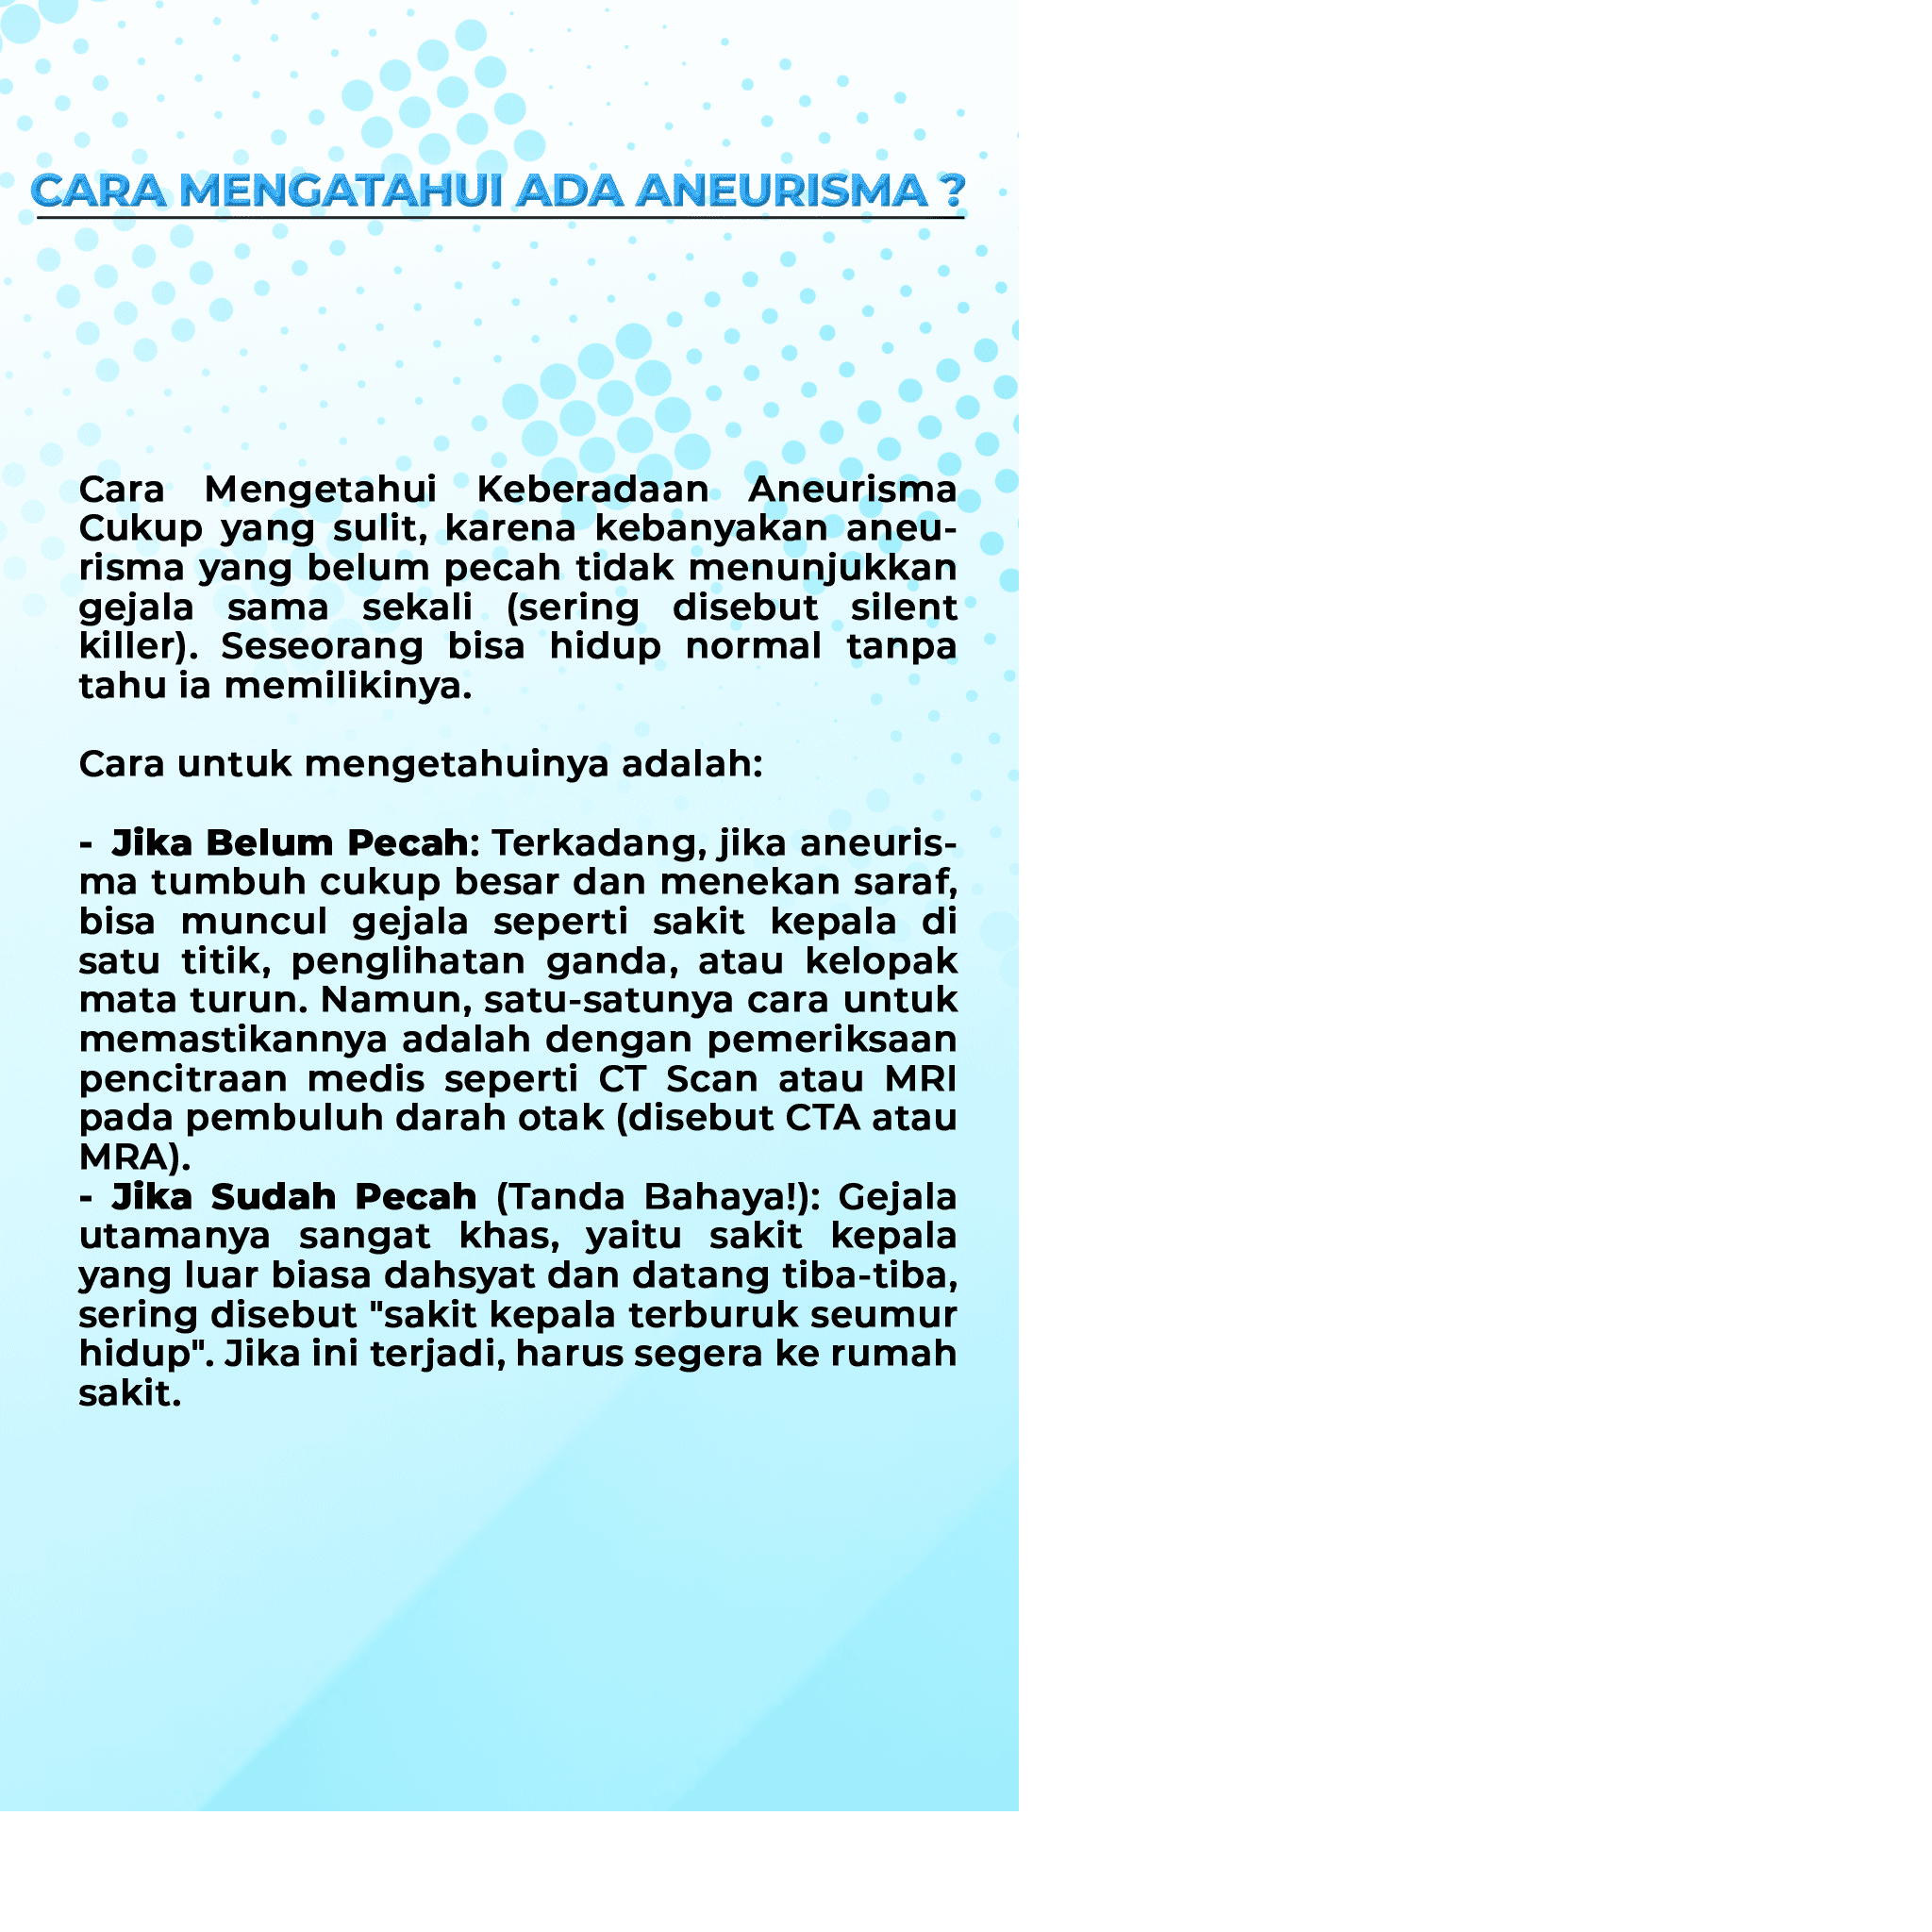 CARA MENGATAHUI ADA ANEURISMA ?
Cara Mengetahui Keberadaan Aneurisma
Cukup yang sulit, karena kebanyakan aneu-
risma yang belum pecah tidak menunjukkan
gejala sama sekali (sering disebut silent
killer). Seseorang bisa hidup normal tanpa
tahu ia memilikinya.
Cara untuk mengetahuinya adalah:
- Jika Belum Pecah: Terkadang, jika aneuris-
ma tumbuh cukup besar dan menekan saraf,
bisa muncul gejala seperti sakit kepala di
satu titik, penglihatan ganda, atau kelopak
mata turun. Namun, satu-satunya cara untuk
memastikannya adalah dengan pemeriksaan
pencitraan medis seperti CT Scan atau MRI
pada pembuluh darah otak (disebut CTA atau
MRA).
- Jika Sudah Pecah (Tanda Bahaya!): Gejala
utamanya sangat khas, yaitu sakit kepala
yang luar biasa dahsyat dan datang tiba-tiba,
sering disebut "sakit kepala terburuk seumur
hidup". Jika ini terjadi, harus segera ke rumah
sakit.